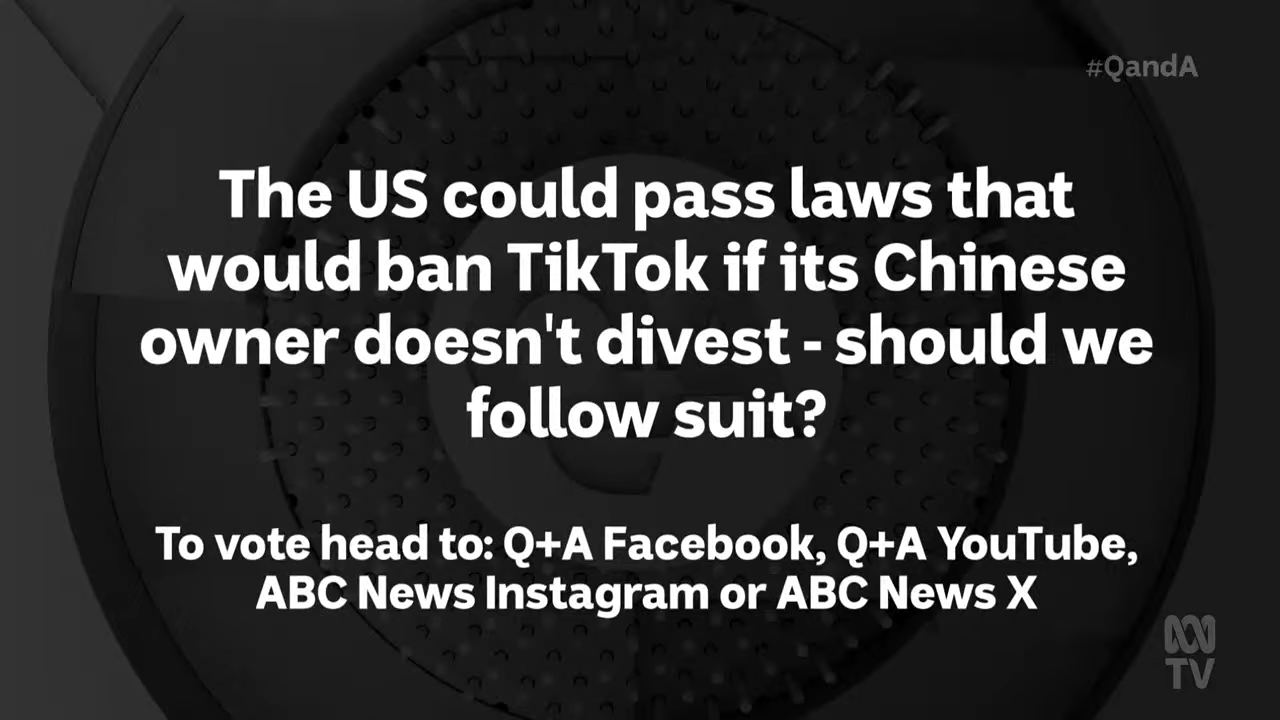 #QandA
The US could pass laws that
would ban TikTok if its Chinese
owner doesn't divest - should we
follow suit?
To vote head to: Q+A Facebook, Q+A YouTube,
ABC News Instagram or ABC News X
TV